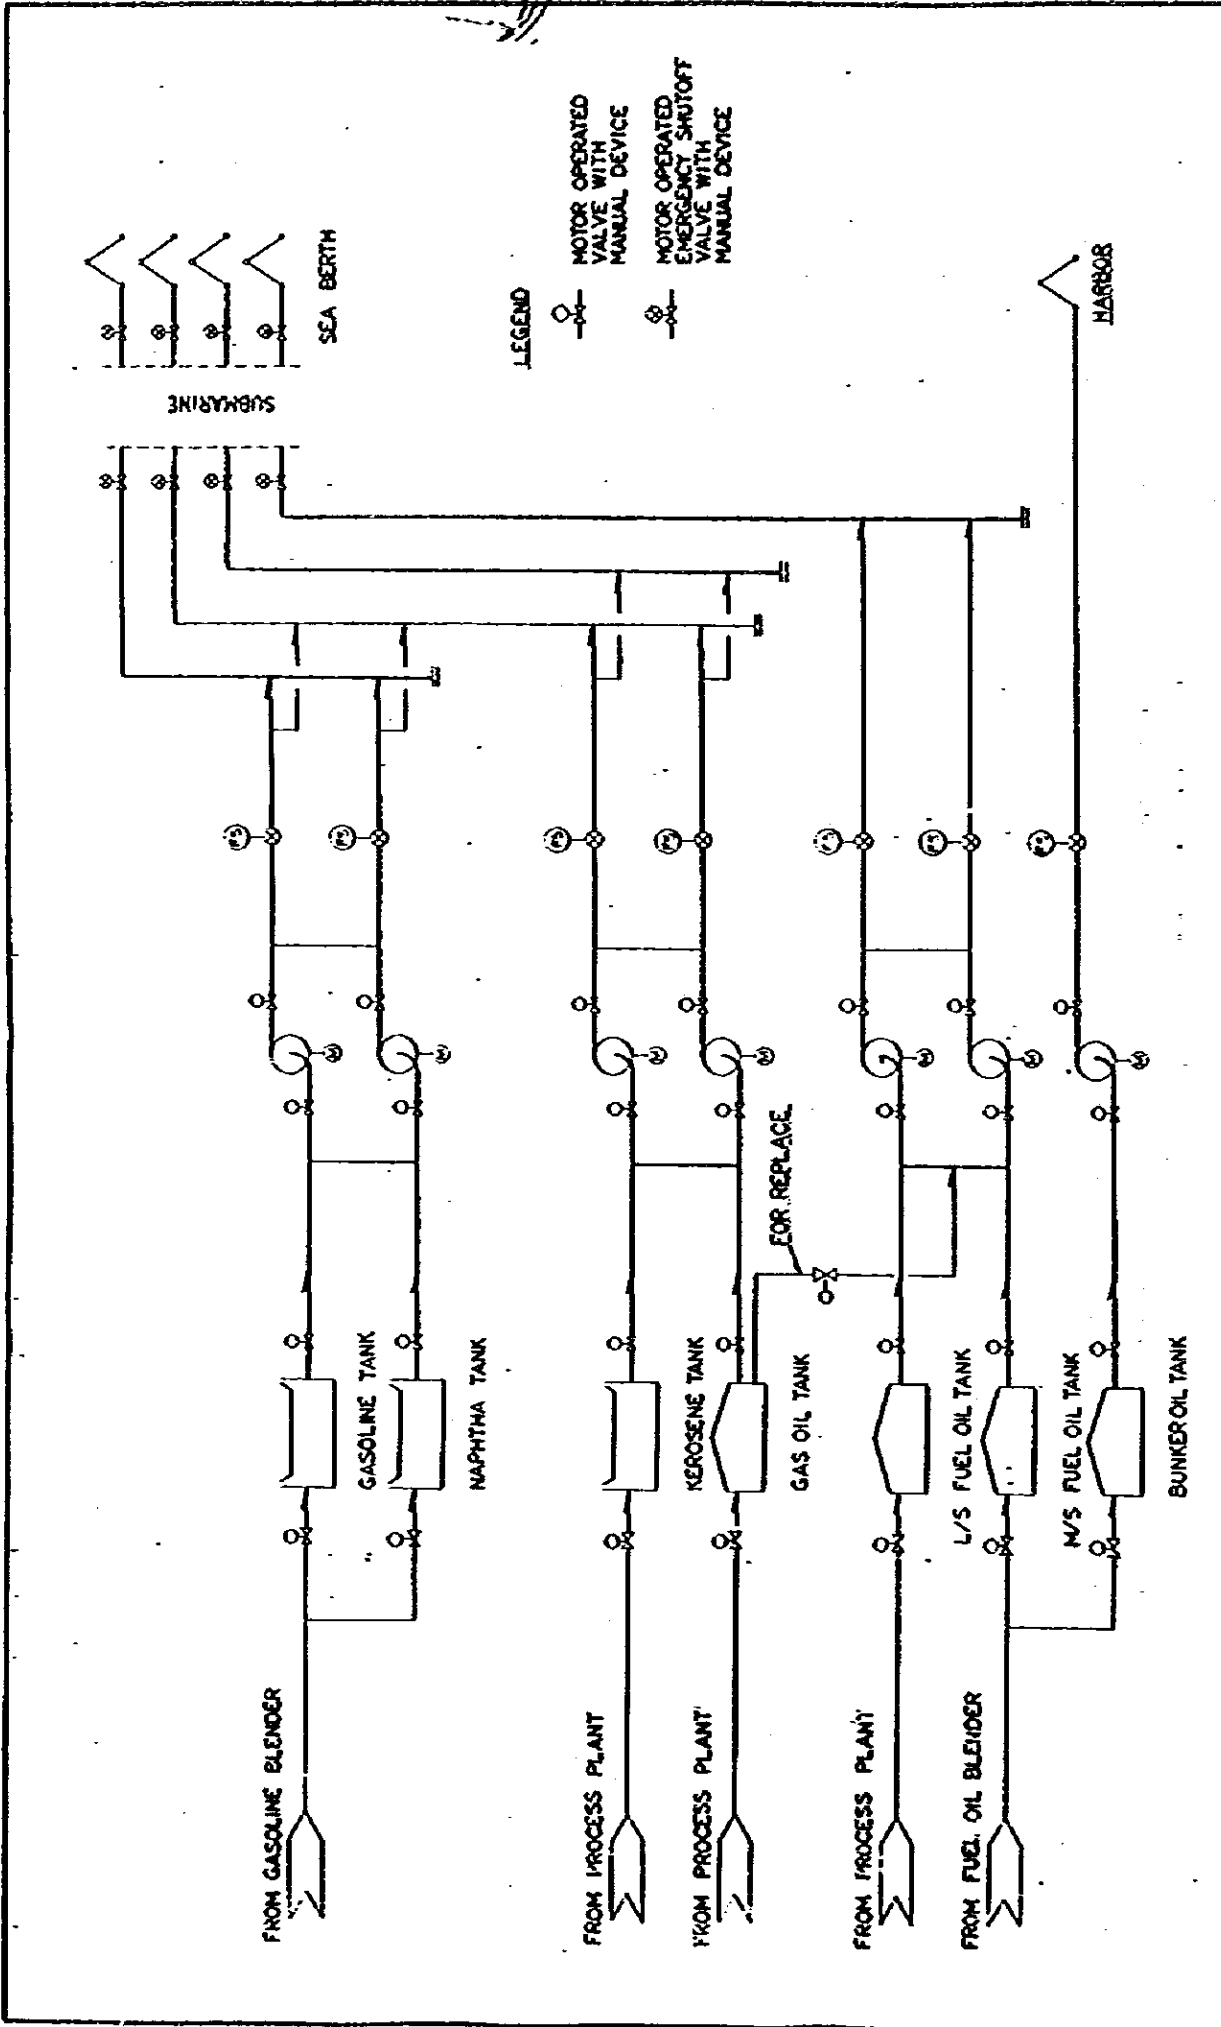 FROM GASOLINE BLENDER
FROM PROCESS PLANT
FROM PROCESS PLANT
FROM PROCESS PLANT
FROM FUEL OIL BLENDER
GASOLINE TANK
NAPHTHA TANK
KEROSENE TANK
GAS OIL TANK
L/S FUEL OIL TANK
M/S FUEL OIL TANK
BUNKER OIL TANK
FOR REPLACE
M
M
M
M
M
M
M
SUBMARINE
SEA BERTH
LEGEND
MOTOR OPERATED
VALVE WITH
MANUAL DEVICE
MOTOR OPERATED
EMERGENCY SHUTOFF
VALVE WITH
MANUAL DEVICE
HARBOR